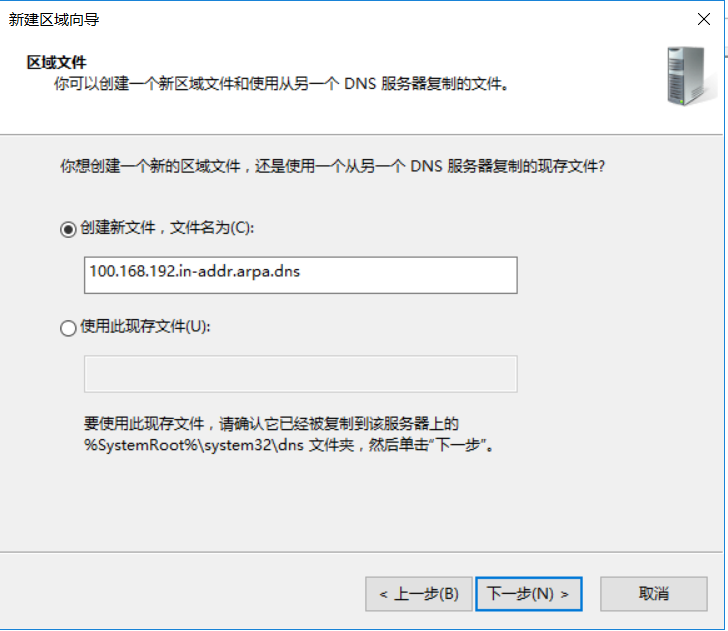 新建区域向导
区域文件
你可以创建一个新区域文件和使用从另一个 DNS 服务器复制的文件。
你想创建一个新的区域文件，还是使用一个从另一个 DNS 服务器复制的现存文件?
创建新文件，文件名为(C):
100.168.192.in-addr.arpa.dns
使用此现存文件(U):
要使用此现存文件，请确认它已经被复制到该服务器上的
%SystemRoot%\system32\dns 文件夹，然后单击“下一步”。
< 上一步(B) 下一步(N) > 取消